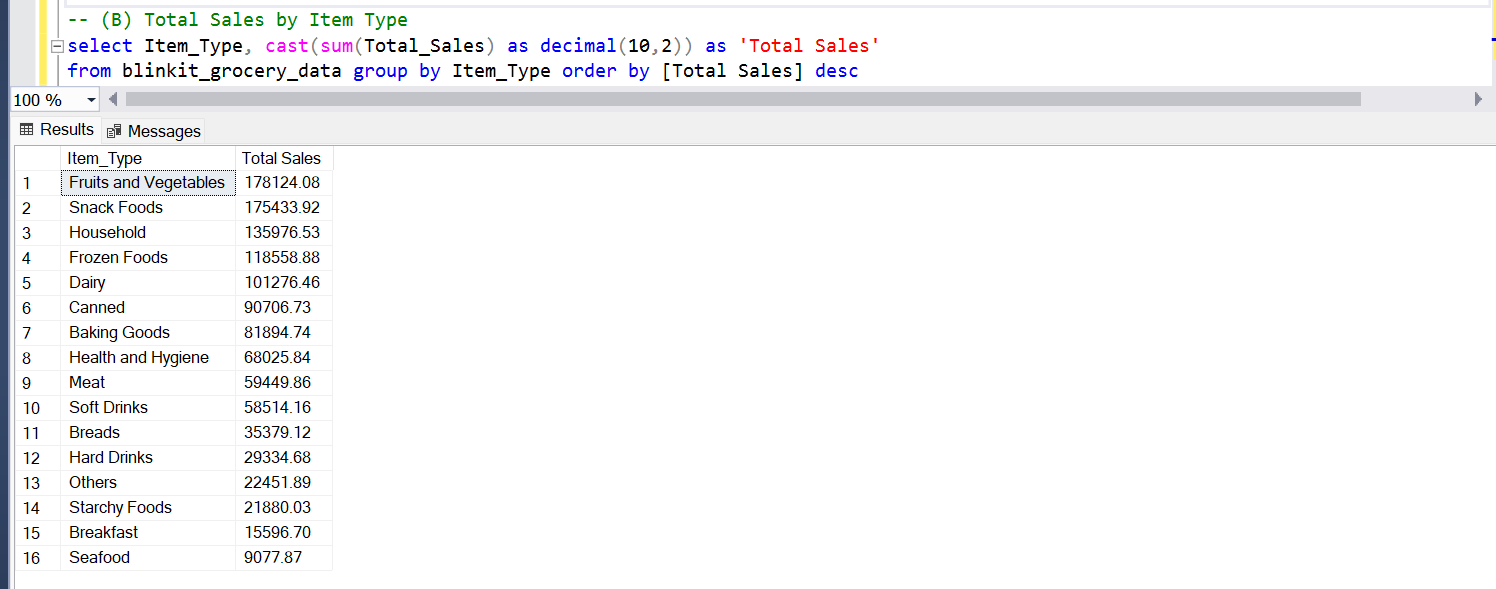 -- (B) Total Sales by Item Type
select Item_Type, cast(sum(Total_Sales) as decimal(10,2)) as 'Total Sales'
from blinkit_grocery_data group by Item_Type order by [Total Sales] desc
100 %
Results Messages
Item_Type Total Sales
1 Fruits and Vegetables 178124.08
2 Snack Foods 175433.92
3 Household 135976.53
4 Frozen Foods 118558.88
5 Dairy 101276.46
6 Canned 90706.73
7 Baking Goods 81894.74
8 Health and Hygiene 68025.84
9 Meat 59449.86
10 Soft Drinks 58514.16
11 Breads 35379.12
12 Hard Drinks 29334.68
13 Others 22451.89
14 Starchy Foods 21880.03
15 Breakfast 15596.70
16 Seafood 9077.87